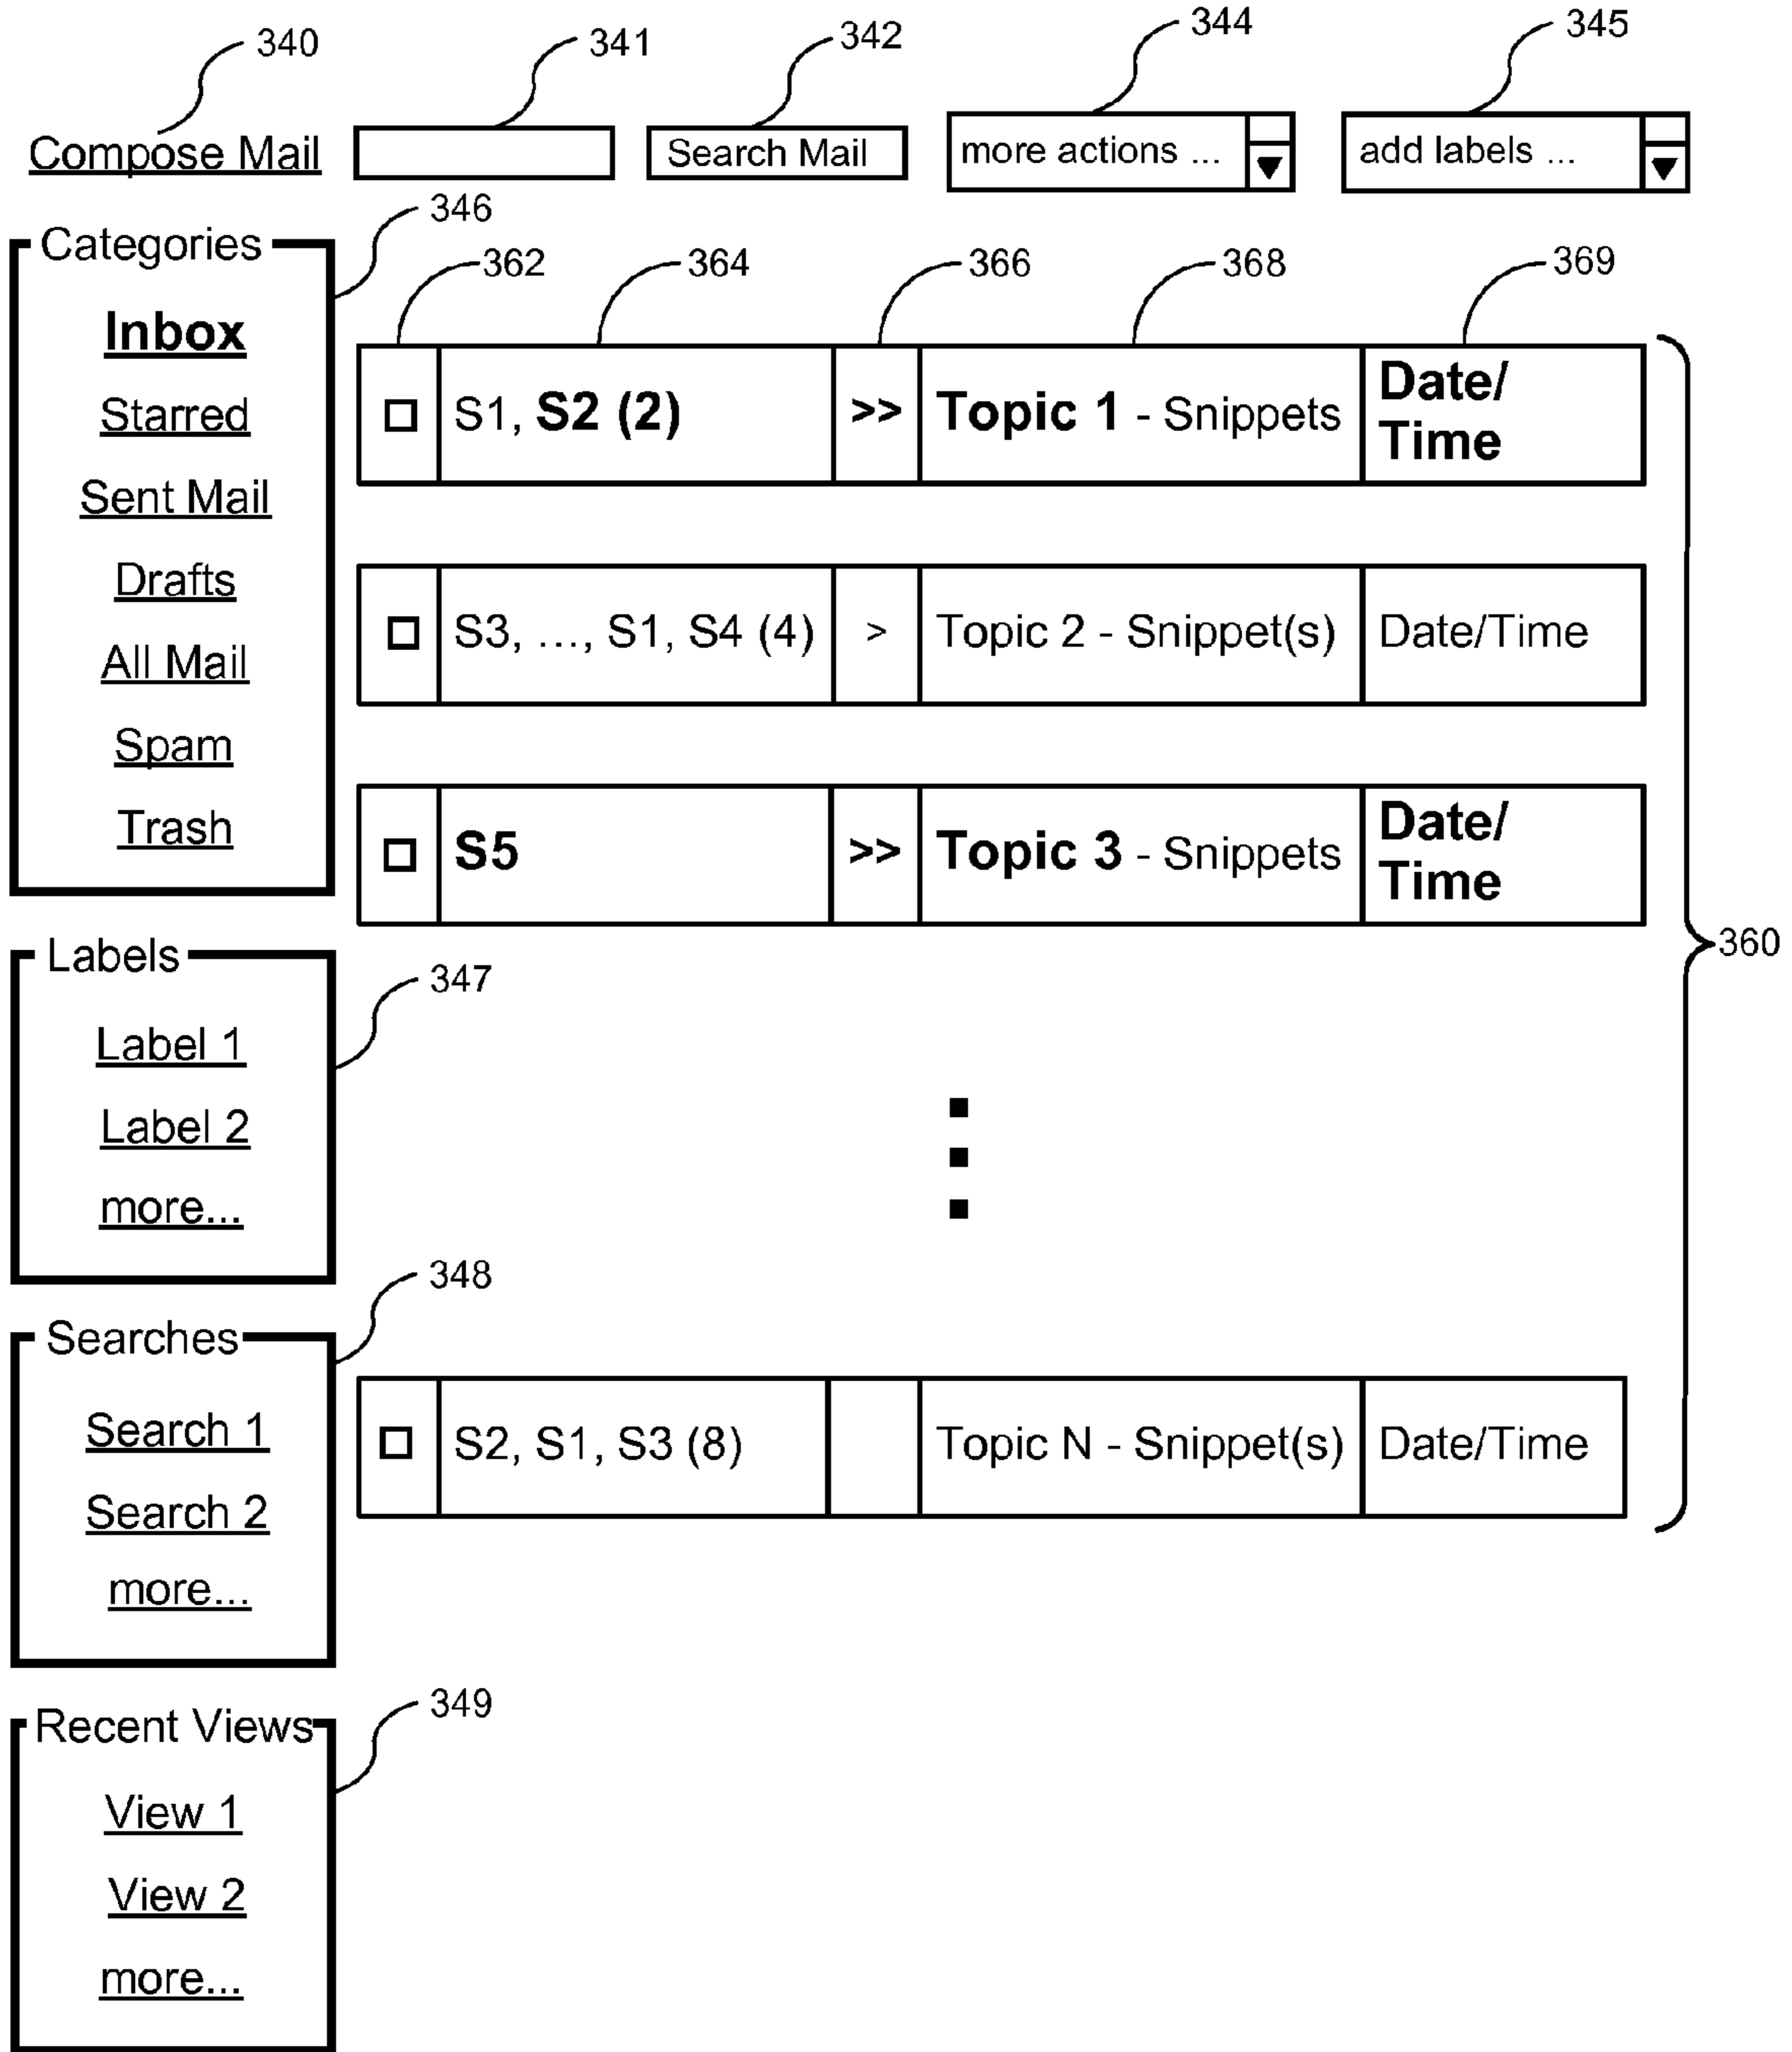 340 341 342 344 345
Compose Mail Search Mail more actions ... add labels ...
346
Categories
Inbox
Starred
Sent Mail
Drafts
All Mail
Spam
Trash
362 364 366 368 369
S1, S2 (2) >> Topic 1 - Snippets Date/
Time
S3, ..., S1, S4 (4) > Topic 2 - Snippet(s) Date/Time
S5 >> Topic 3 - Snippets Date/
Time
360
Labels
347
Label 1
Label 2
more...
348
Searches
Search 1
Search 2
more...
S2, S1, S3 (8) Topic N - Snippet(s) Date/Time
349
Recent Views
View 1
View 2
more...